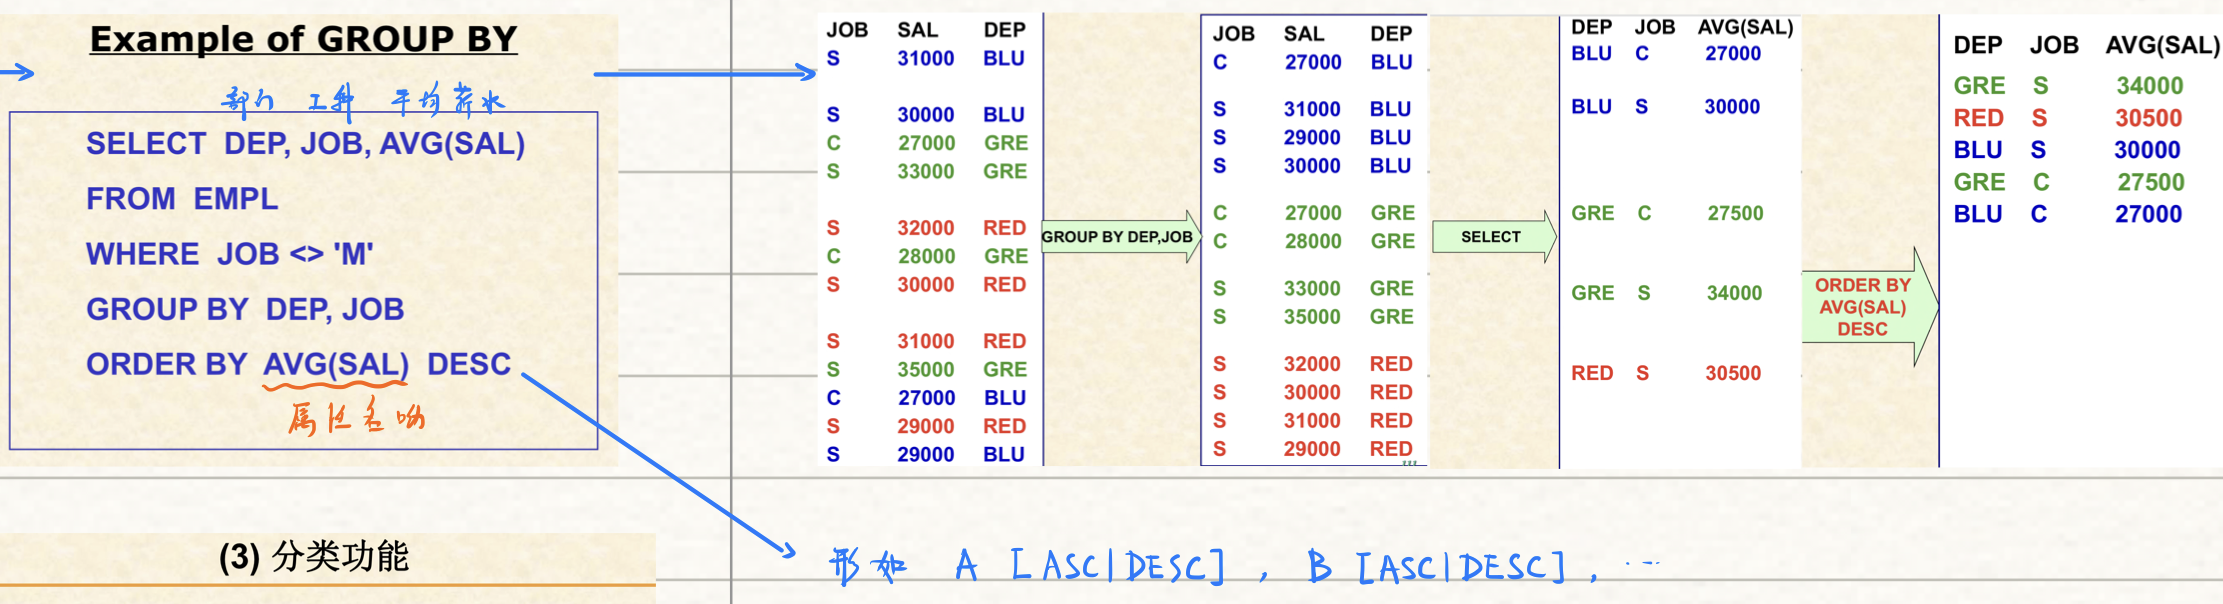 Example of GROUP BY
部门 工种 平均薪水
SELECT DEP, JOB, AVG(SAL)
FROM EMPL
WHERE JOB <> 'M'
GROUP BY DEP, JOB
ORDER BY AVG(SAL) DESC
属性名呦
(3) 分类功能
JOB SAL DEP
S 31000 BLU
S 30000 BLU
C 27000 GRE
S 33000 GRE
S 32000 RED
C 28000 GRE
S 30000 RED
S 31000 RED
S 35000 GRE
C 27000 BLU
S 29000 RED
S 29000 BLU
GROUP BY DEP,JOB
JOB SAL DEP
C 27000 BLU
S 31000 BLU
S 29000 BLU
S 30000 BLU
C 27000 GRE
C 28000 GRE
S 33000 GRE
S 35000 GRE
S 32000 RED
S 30000 RED
S 31000 RED
S 29000 RED
SELECT
DEP JOB AVG(SAL)
BLU C 27000
BLU S 30000
GRE C 27500
GRE S 34000
RED S 30500
ORDER BY
AVG(SAL)
DESC
DEP JOB AVG(SAL)
GRE S 34000
RED S 30500
BLU S 30000
GRE C 27500
BLU C 27000
形如 A [ASC|DESC], B [ASC|DESC], ...